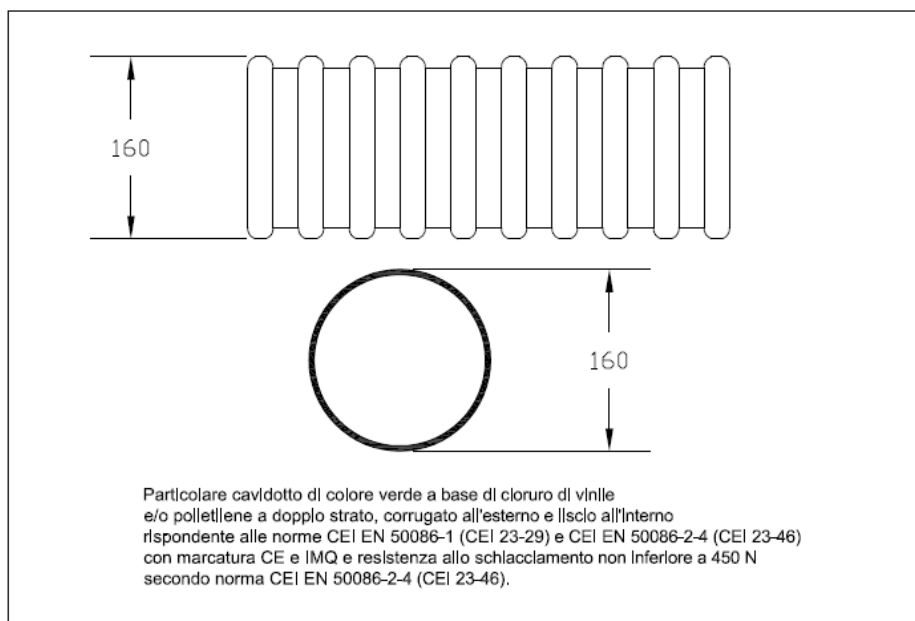 160
160
Particolare cavidotto di colore verde a base di cloruro di vinile
e/o polietilene a doppio strato, corrugato all'esterno e liscio all'interno
rispondente alle norme CEI EN 50086-1 (CEI 23-29) e CEI EN 50086-2-4 (CEI 23-46)
con marcatura CE e IMQ e resistenza allo schiacciamento non inferiore a 450 N
secondo norma CEI EN 50086-2-4 (CEI 23-46).